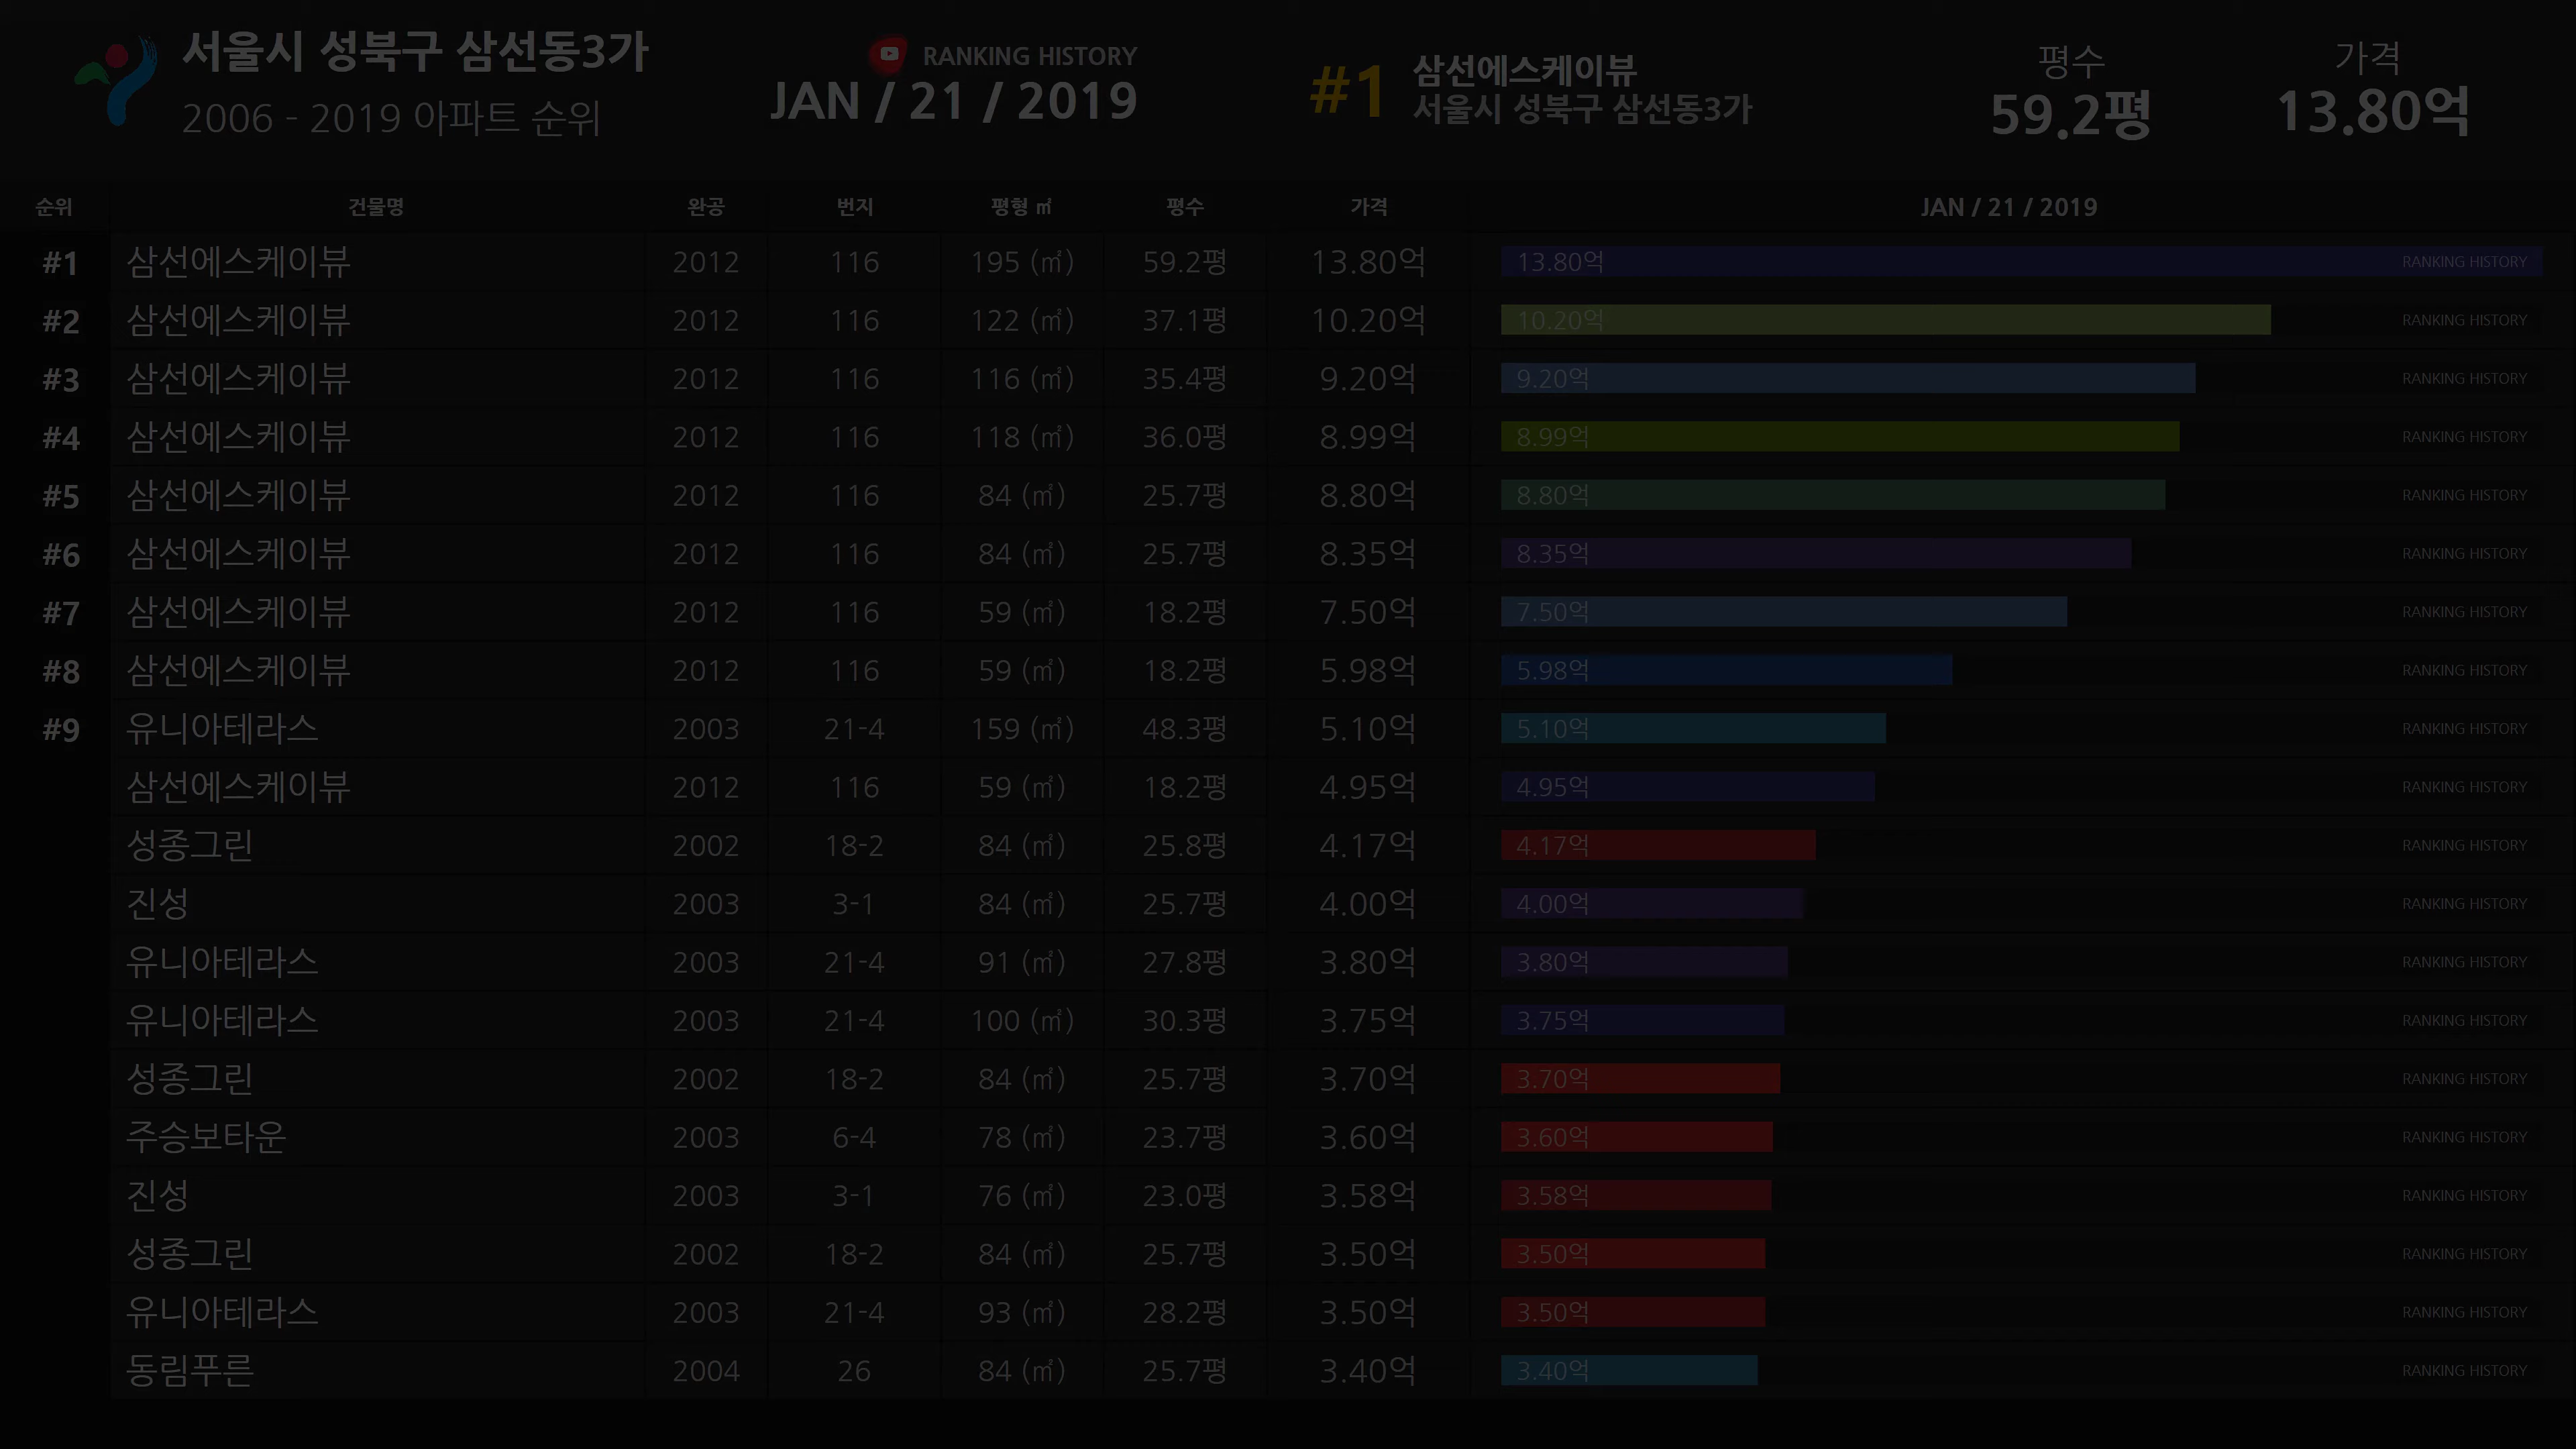 서울시 성북구 삼선동3가
2006 - 2019 아파트 순위
RANKING HISTORY
JAN / 21 / 2019
#1 삼선에스케이뷰
서울시 성북구 삼선동3가
평수
59.2평
가격
13.80억
순위 건물명 완공 번지 평형 ㎡ 평수 가격 JAN / 21 / 2019
#1 삼선에스케이뷰 2012 116 195 (㎡) 59.2평 13.80억 13.80억 RANKING HISTORY
#2 삼선에스케이뷰 2012 116 122 (㎡) 37.1평 10.20억 10.20억 RANKING HISTORY
#3 삼선에스케이뷰 2012 116 116 (㎡) 35.4평 9.20억 9.20억 RANKING HISTORY
#4 삼선에스케이뷰 2012 116 118 (㎡) 36.0평 8.99억 8.99억 RANKING HISTORY
#5 삼선에스케이뷰 2012 116 84 (㎡) 25.7평 8.80억 8.80억 RANKING HISTORY
#6 삼선에스케이뷰 2012 116 84 (㎡) 25.7평 8.35억 8.35억 RANKING HISTORY
#7 삼선에스케이뷰 2012 116 59 (㎡) 18.2평 7.50억 7.50억 RANKING HISTORY
#8 삼선에스케이뷰 2012 116 59 (㎡) 18.2평 5.98억 5.98억 RANKING HISTORY
#9 유니아테라스 2003 21-4 159 (㎡) 48.3평 5.10억 5.10억 RANKING HISTORY
삼선에스케이뷰 2012 116 59 (㎡) 18.2평 4.95억 4.95억 RANKING HISTORY
성종그린 2002 18-2 84 (㎡) 25.8평 4.17억 4.17억 RANKING HISTORY
진성 2003 3-1 84 (㎡) 25.7평 4.00억 4.00억 RANKING HISTORY
유니아테라스 2003 21-4 91 (㎡) 27.8평 3.80억 3.80억 RANKING HISTORY
유니아테라스 2003 21-4 100 (㎡) 30.3평 3.75억 3.75억 RANKING HISTORY
성종그린 2002 18-2 84 (㎡) 25.7평 3.70억 3.70억 RANKING HISTORY
주승보타운 2003 6-4 78 (㎡) 23.7평 3.60억 3.60억 RANKING HISTORY
진성 2003 3-1 76 (㎡) 23.0평 3.58억 3.58억 RANKING HISTORY
성종그린 2002 18-2 84 (㎡) 25.7평 3.50억 3.50억 RANKING HISTORY
유니아테라스 2003 21-4 93 (㎡) 28.2평 3.50억 3.50억 RANKING HISTORY
동림푸른 2004 26 84 (㎡) 25.7평 3.40억 3.40억 RANKING HISTORY